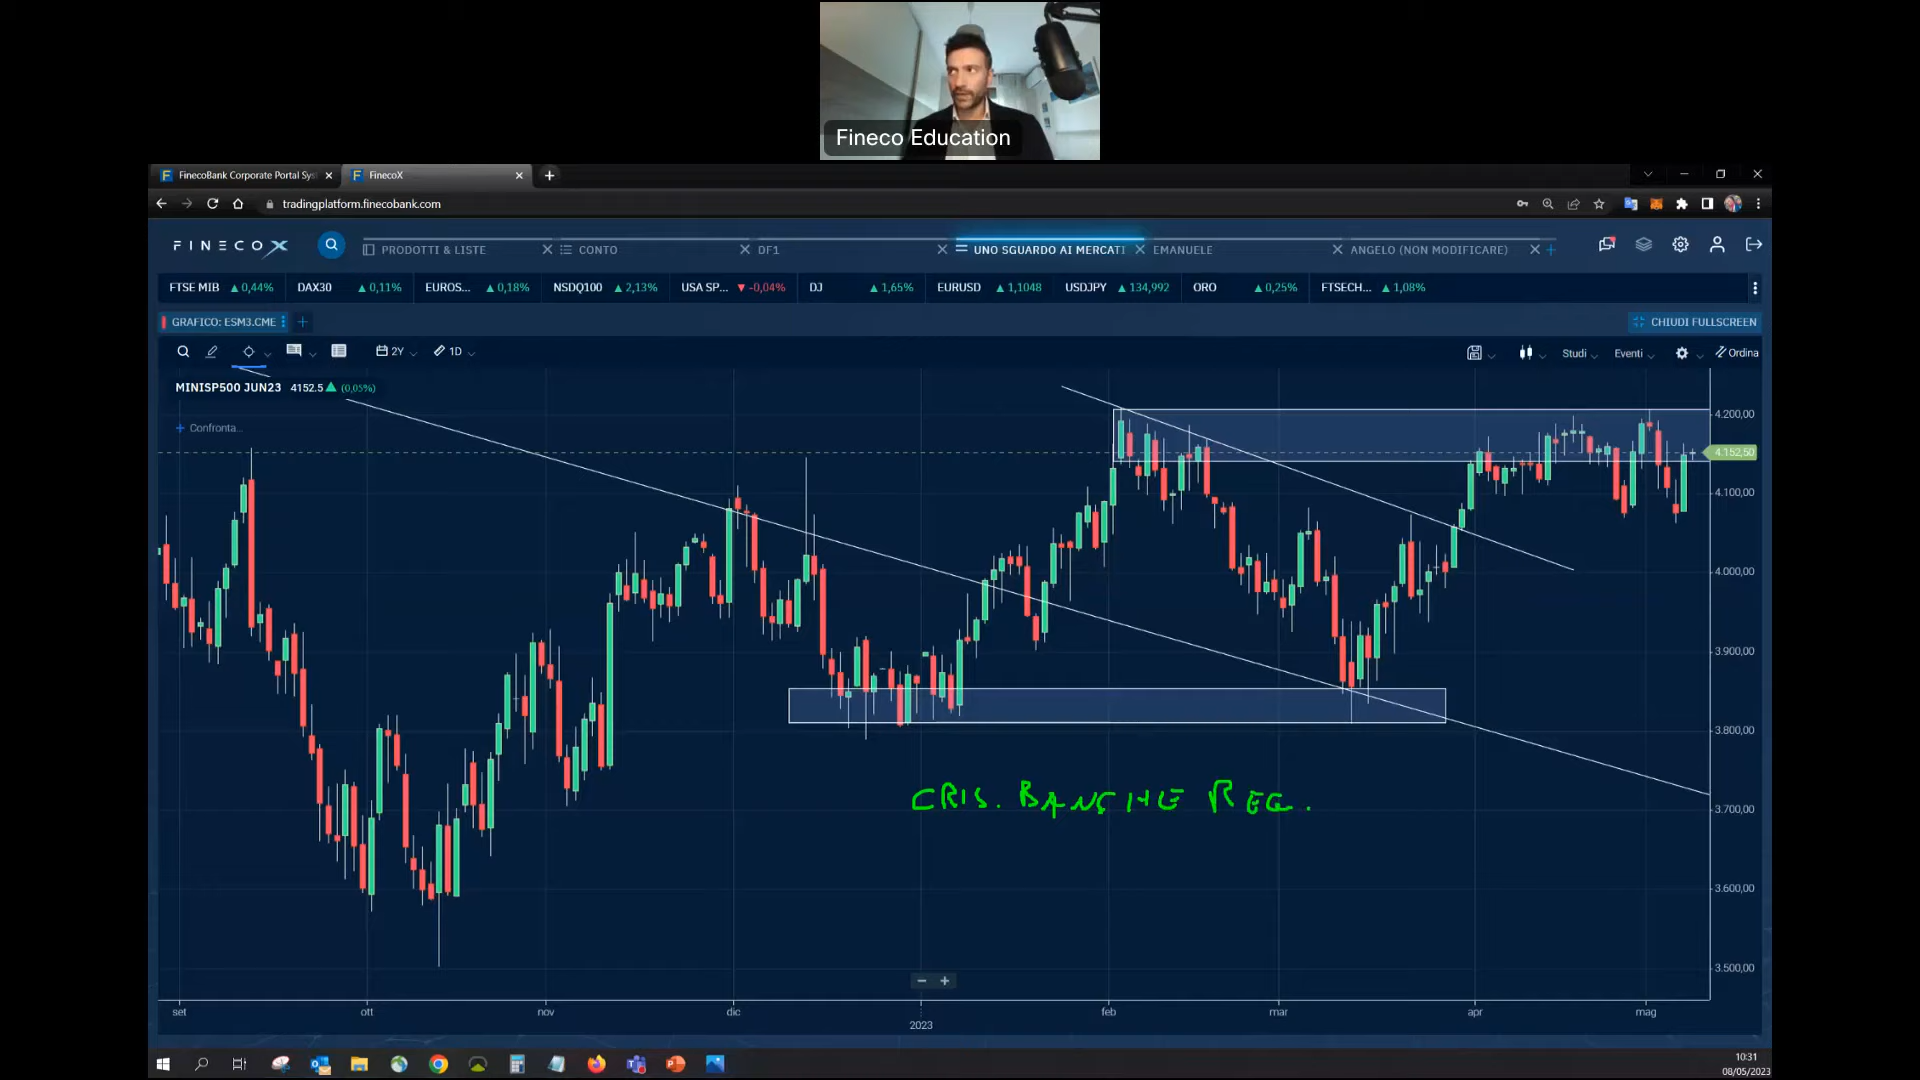 Fineco Education
FinecoBank Corporate Portal Sys
FinecoX
tradingplatform.finecobank.com
FINECO X
PRODOTTI & LISTE
CONTO
DF1
UNO SGUARDO AI MERCATI
EMANUELE
ANGELO (NON MODIFICARE)
FTSE MIB ▲ 0,44% DAX30 ▲ 0,11% EUROS... ▲ 0,18% NSDQ100 ▲ 2,13% USA SP... ▼ -0,04% DJ ▲ 1,65% EURUSD ▲ 1,1048 USDJPY ▲ 134,992 ORO ▲ 0,25% FTSECH... ▲ 1,08%
GRAFICO: ESM3.CME
CHIUDI FULLSCREEN
2Y 1D
Studi Eventi Ordina
MINISP500 JUN23 4152.5 ▲ (0,05%)
+ Confronta...
4.200,00
4.152,50
4.100,00
4.000,00
3.900,00
3.800,00
3.700,00
3.600,00
3.500,00
CRIS. BANCHE REG.
set ott nov dic 2023 feb mar apr mag
10:31
08/05/2023